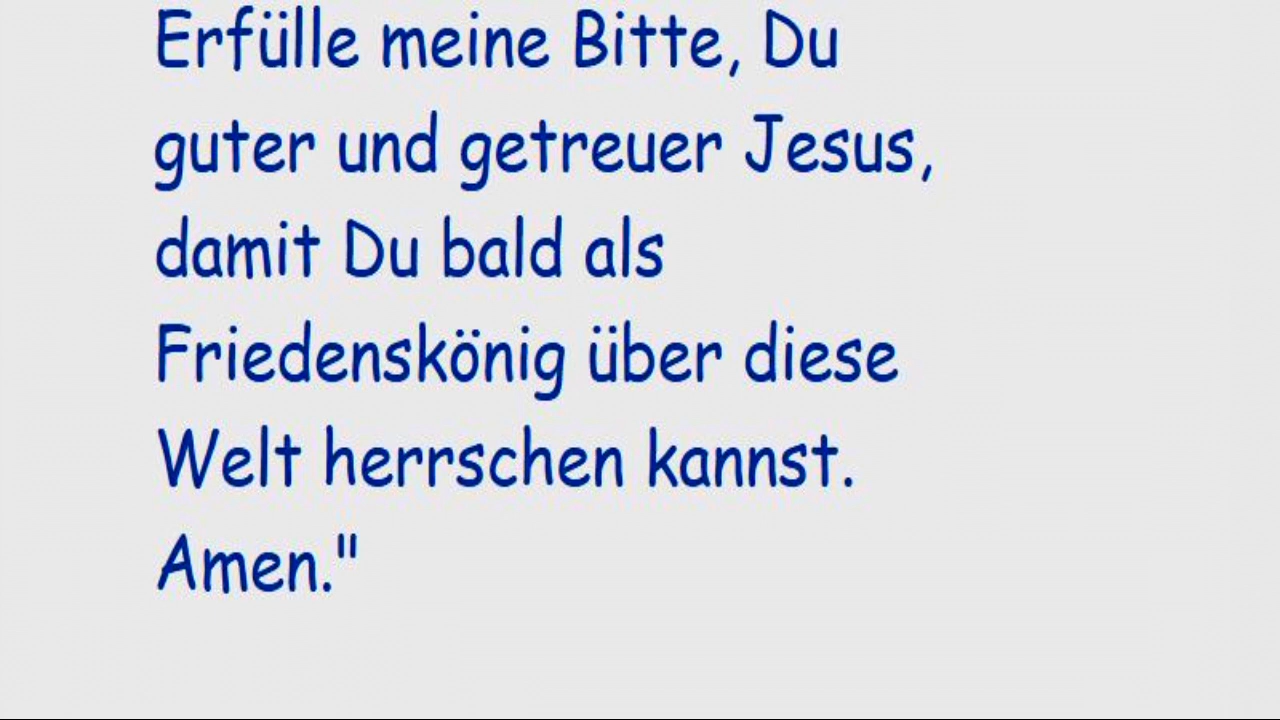 Erfülle meine Bitte, Du
guter und getreuer Jesus,
damit Du bald als
Friedenskönig über diese
Welt herrschen kannst.
Amen."